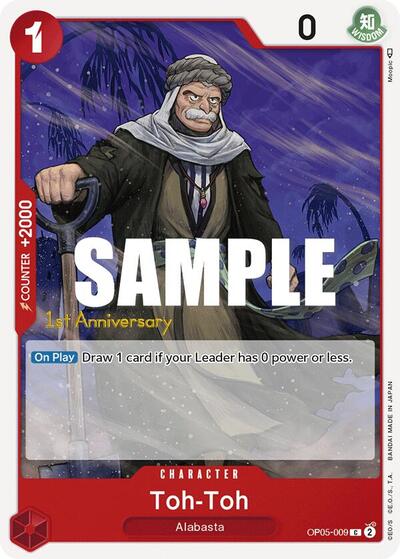 1
0
知
WISDOM
Moopic
COUNTER +2000
SAMPLE
1st Anniversary
On Play Draw 1 card if your Leader has 0 power or less.
CHARACTER
Toh-Toh
Alabasta
OP05-009 C 2
©E.O./S., T.A. BANDAI MADE IN JAPAN